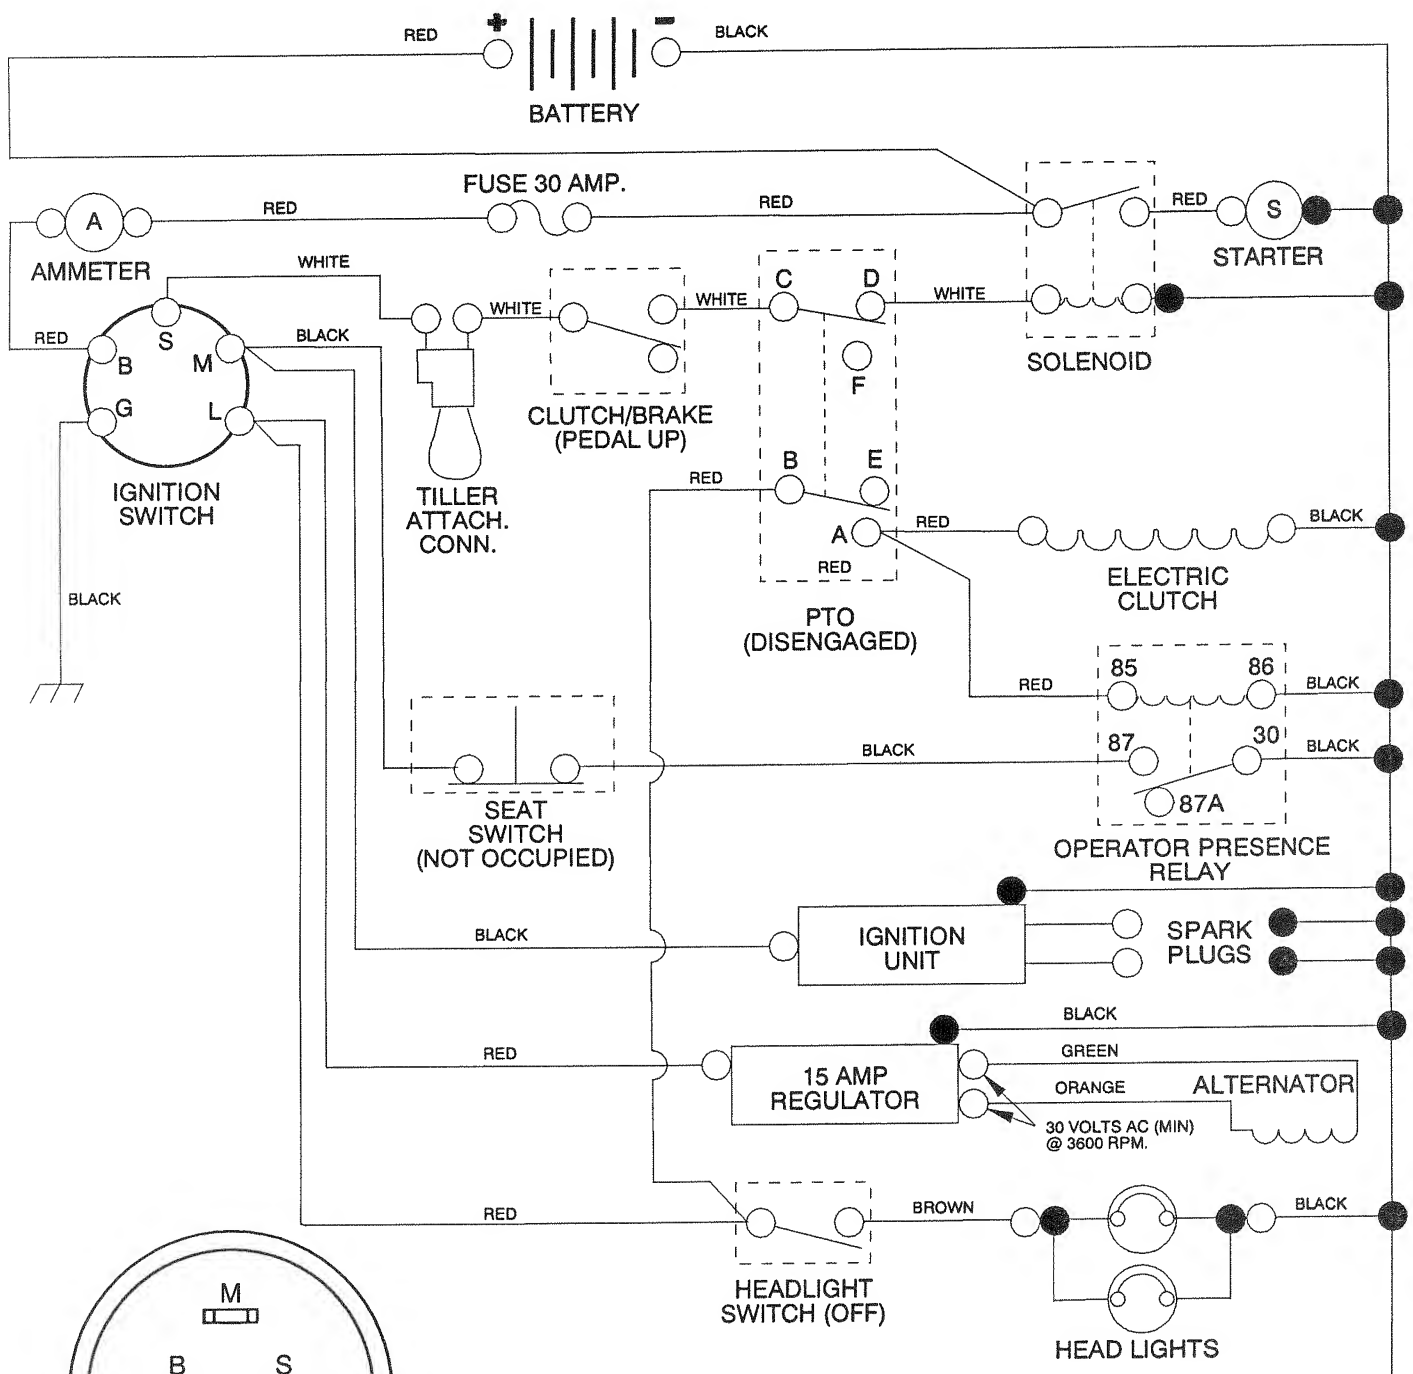 +
−
RED
BLACK
BATTERY
FUSE 30 AMP.
RED
RED
RED
A
S
AMMETER
STARTER
WHITE
C
D
WHITE
WHITE
WHITE
S
BLACK
RED
B
M
F
SOLENOID
G
L
CLUTCH/BRAKE
(PEDAL UP)
B
E
RED
IGNITION
SWITCH
TILLER
ATTACH.
CONN.
A
RED
BLACK
RED
ELECTRIC
CLUTCH
BLACK
PTO
(DISENGAGED)
85
86
RED
BLACK
87
30
BLACK
BLACK
87A
SEAT
SWITCH
(NOT OCCUPIED)
OPERATOR PRESENCE
RELAY
BLACK
IGNITION
UNIT
SPARK
PLUGS
BLACK
RED
GREEN
15 AMP
REGULATOR
ORANGE
ALTERNATOR
30 VOLTS AC (MIN)
@ 3600 RPM.
RED
BROWN
BLACK
HEADLIGHT
SWITCH (OFF)
HEAD LIGHTS
M
B
S